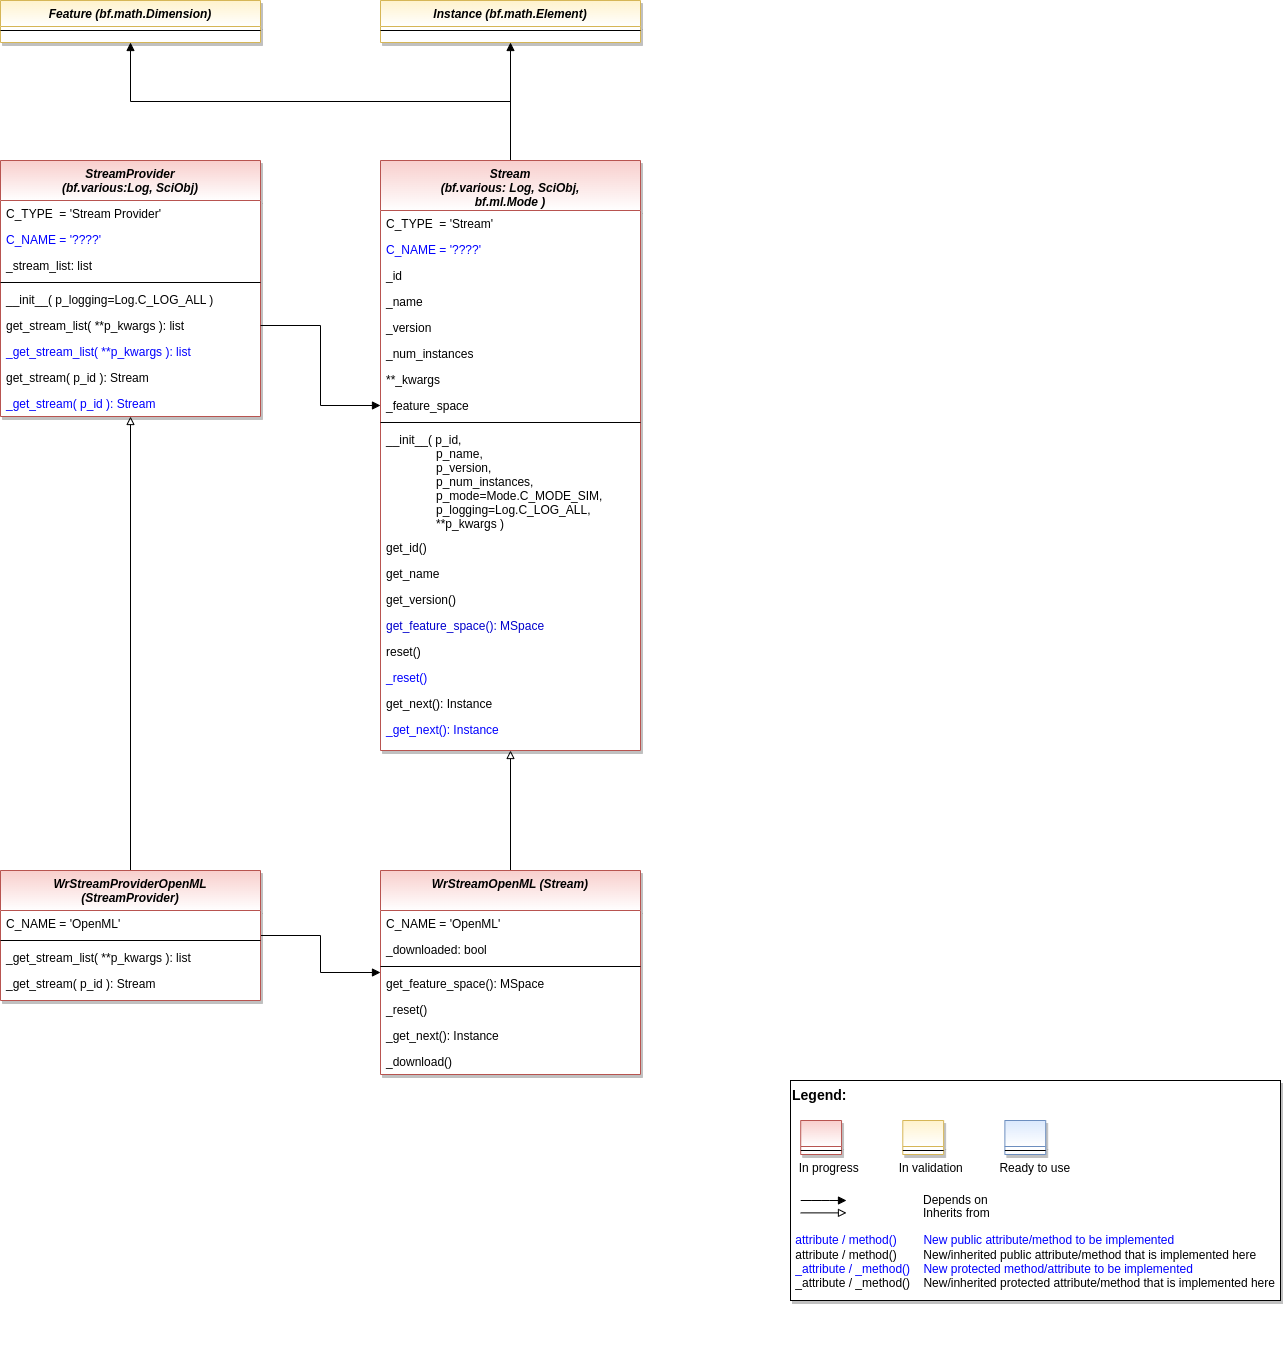 Feature (bf.math.Dimension)
Instance (bf.math.Element)
StreamProvider
(bf.various:Log, SciObj)
C_TYPE  = 'Stream Provider'
C_NAME = '????'
_stream_list: list
__init__( p_logging=Log.C_LOG_ALL )
get_stream_list( **p_kwargs ): list
_get_stream_list( **p_kwargs ): list
get_stream( p_id ): Stream
_get_stream( p_id ): Stream
Stream
(bf.various: Log, SciObj,
bf.ml.Mode )
C_TYPE  = 'Stream'
C_NAME = '????'
_id
_name
_version
_num_instances
**_kwargs
_feature_space
__init__( p_id,
p_name,
p_version,
p_num_instances,
p_mode=Mode.C_MODE_SIM,
p_logging=Log.C_LOG_ALL,
**p_kwargs )
get_id()
get_name
get_version()
get_feature_space(): MSpace
reset()
_reset()
get_next(): Instance
_get_next(): Instance
WrStreamProviderOpenML
(StreamProvider)
C_NAME = 'OpenML'
_get_stream_list( **p_kwargs ): list
_get_stream( p_id ): Stream
WrStreamOpenML (Stream)
C_NAME = 'OpenML'
_downloaded: bool
get_feature_space(): MSpace
_reset()
_get_next(): Instance
_download()
Legend:
In progress
In validation
Ready to use
Depends on
Inherits from
attribute / method() New public attribute/method to be implemented
attribute / method() New/inherited public attribute/method that is implemented here
_attribute / _method() New protected method/attribute to be implemented
_attribute / _method() New/inherited protected attribute/method that is implemented here